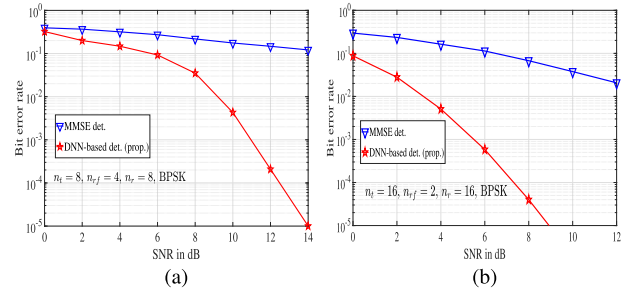 Bit error rate
10^0
10^-1
10^-2
10^-3
10^-4
10^-5
MMSE det.
DNN-based det. (prop.)
n_t = 8, n_rf = 4, n_r = 8, BPSK
0 2 4 6 8 10 12 14
SNR in dB
(a)
Bit error rate
10^0
10^-1
10^-2
10^-3
10^-4
10^-5
MMSE det.
DNN-based det. (prop.)
n_t = 16, n_rf = 2, n_r = 16, BPSK
0 2 4 6 8 10 12
SNR in dB
(b)